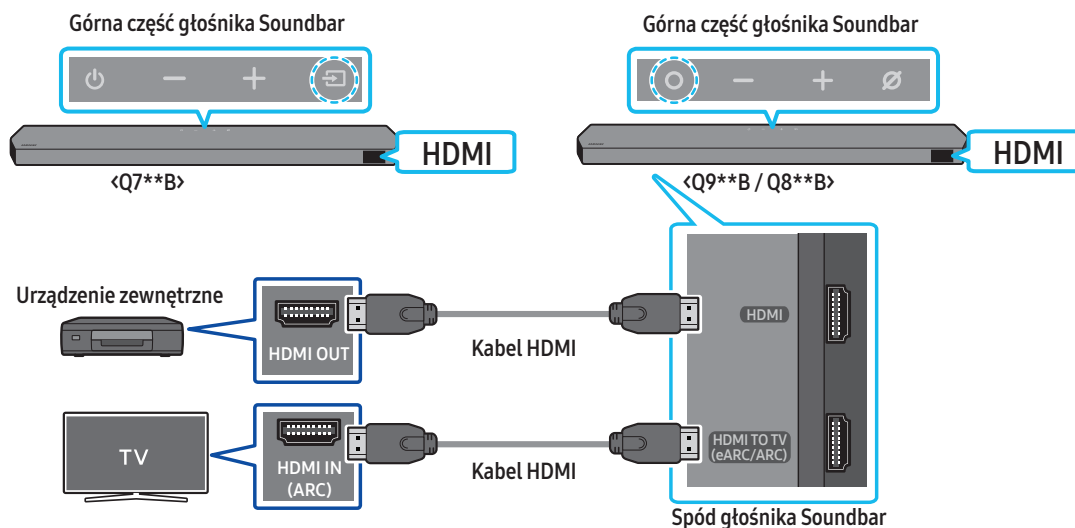 Górna część głośnika Soundbar
Górna część głośnika Soundbar
HDMI
HDMI
<Q7**B>
<Q9**B / Q8**B>
Urządzenie zewnętrzne
HDMI OUT
Kabel HDMI
HDMI
TV
HDMI IN
(ARC)
Kabel HDMI
HDMI TO TV
(eARC/ARC)
Spód głośnika Soundbar